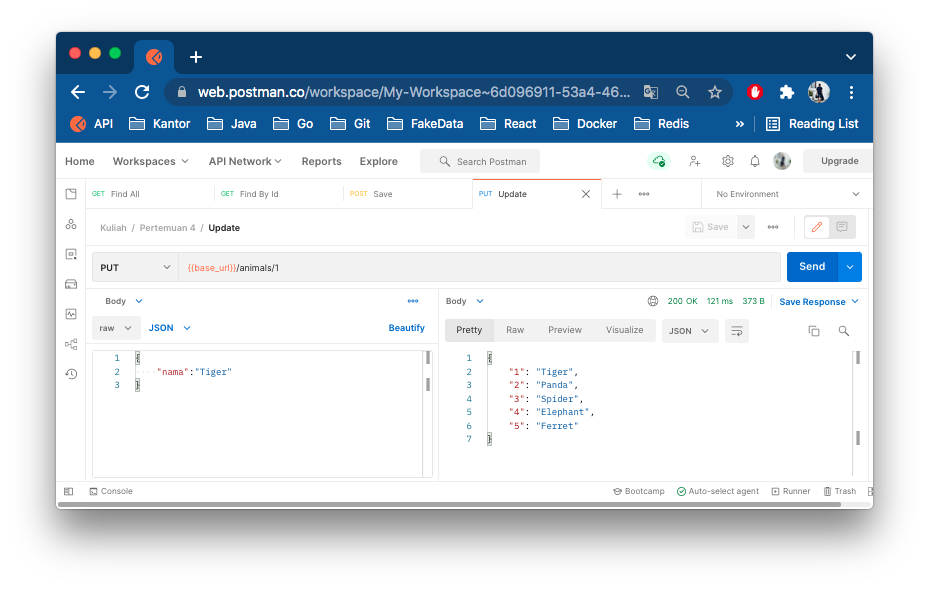 web.postman.co/workspace/My-Workspace~6d096911-53a4-46...
API Kantor Java Go Git FakeData React Docker Redis » Reading List
Home Workspaces API Network Reports Explore Search Postman Upgrade
GET Find All GET Find By Id POST Save PUT Update No Environment
Kuliah / Pertemuan 4 / Update Save
PUT {{base_url}}/animals/1 Send
Body
raw JSON Beautify
1 {
2 "nama":"Tiger"
3 }
Body 200 OK 121 ms 373 B Save Response
Pretty Raw Preview Visualize JSON
1 {
2 "1": "Tiger",
3 "2": "Panda",
4 "3": "Spider",
5 "4": "Elephant",
6 "5": "Ferret"
7 }
Console Bootcamp Auto-select agent Runner Trash